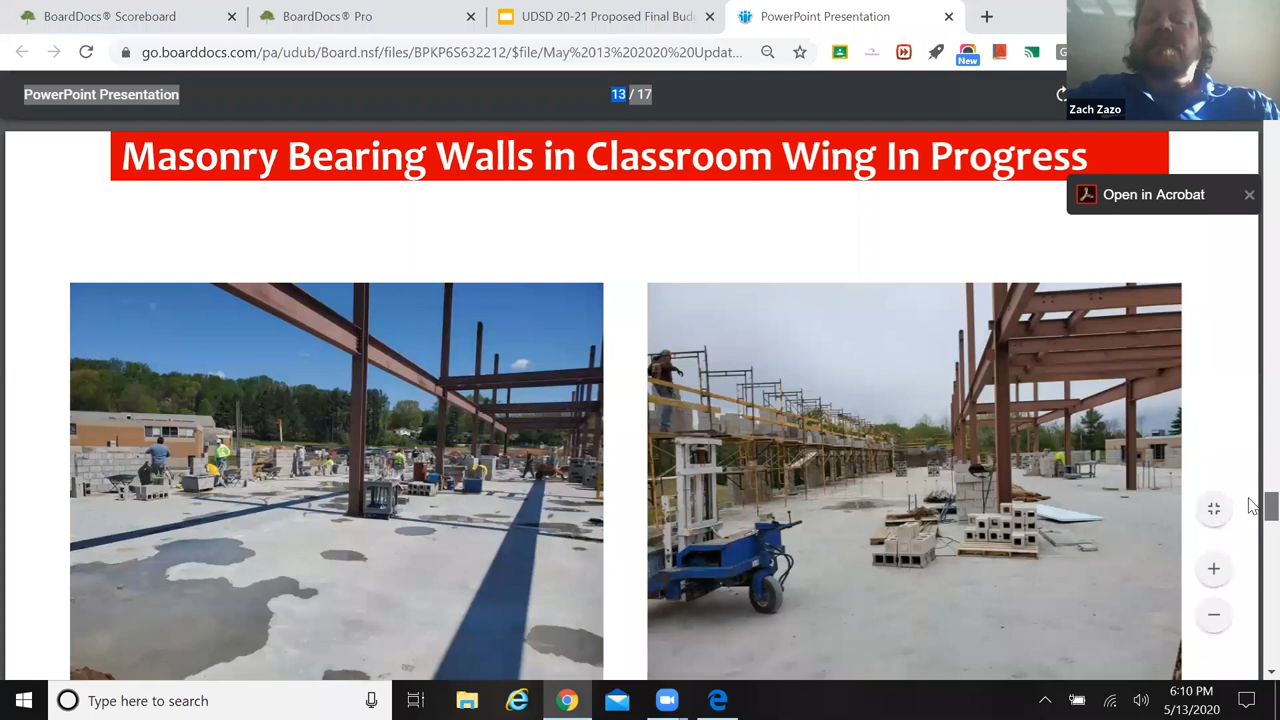 BoardDocs® Scoreboard
BoardDocs® Pro
UDSD 20-21 Proposed Final Budg
PowerPoint Presentation
go.boarddocs.com/pa/udub/Board.nsf/files/BPKP6S632212/$file/May%2013%202020%20Updat...
New
G
PowerPoint Presentation
13 / 17
Zach Zazo
Masonry Bearing Walls in Classroom Wing In Progress
Open in Acrobat
Type here to search
6:10 PM
5/13/2020